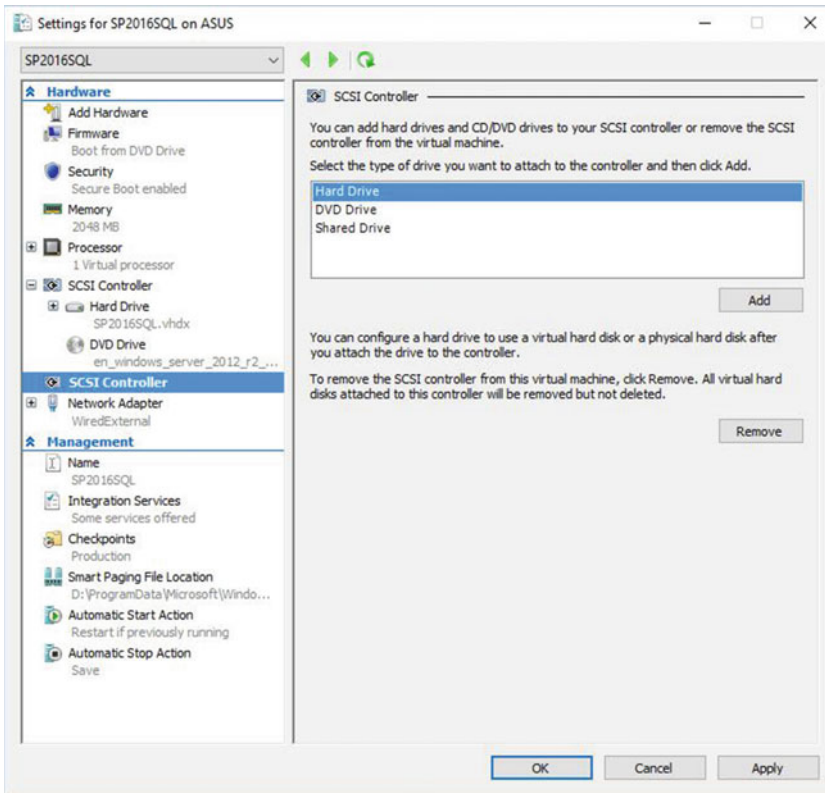 Settings for SP2016SQL on ASUS
SP2016SQL
Hardware
Add Hardware
Firmware
Boot from DVD Drive
Security
Secure Boot enabled
Memory
2048 MB
Processor
1 Virtual processor
SCSI Controller
Hard Drive
SP2016SQL.vhdx
DVD Drive
en_windows_server_2012_r2_...
SCSI Controller
Network Adapter
WiredExternal
Management
Name
SP2016SQL
Integration Services
Some services offered
Checkpoints
Production
Smart Paging File Location
D:\ProgramData\Microsoft\Windo...
Automatic Start Action
Restart if previously running
Automatic Stop Action
Save
SCSI Controller
You can add hard drives and CD/DVD drives to your SCSI controller or remove the SCSI
controller from the virtual machine.
Select the type of drive you want to attach to the controller and then click Add.
Hard Drive
DVD Drive
Shared Drive
Add
You can configure a hard drive to use a virtual hard disk or a physical hard disk after
you attach the drive to the controller.
To remove the SCSI controller from this virtual machine, click Remove. All virtual hard
disks attached to this controller will be removed but not deleted.
Remove
OK
Cancel
Apply